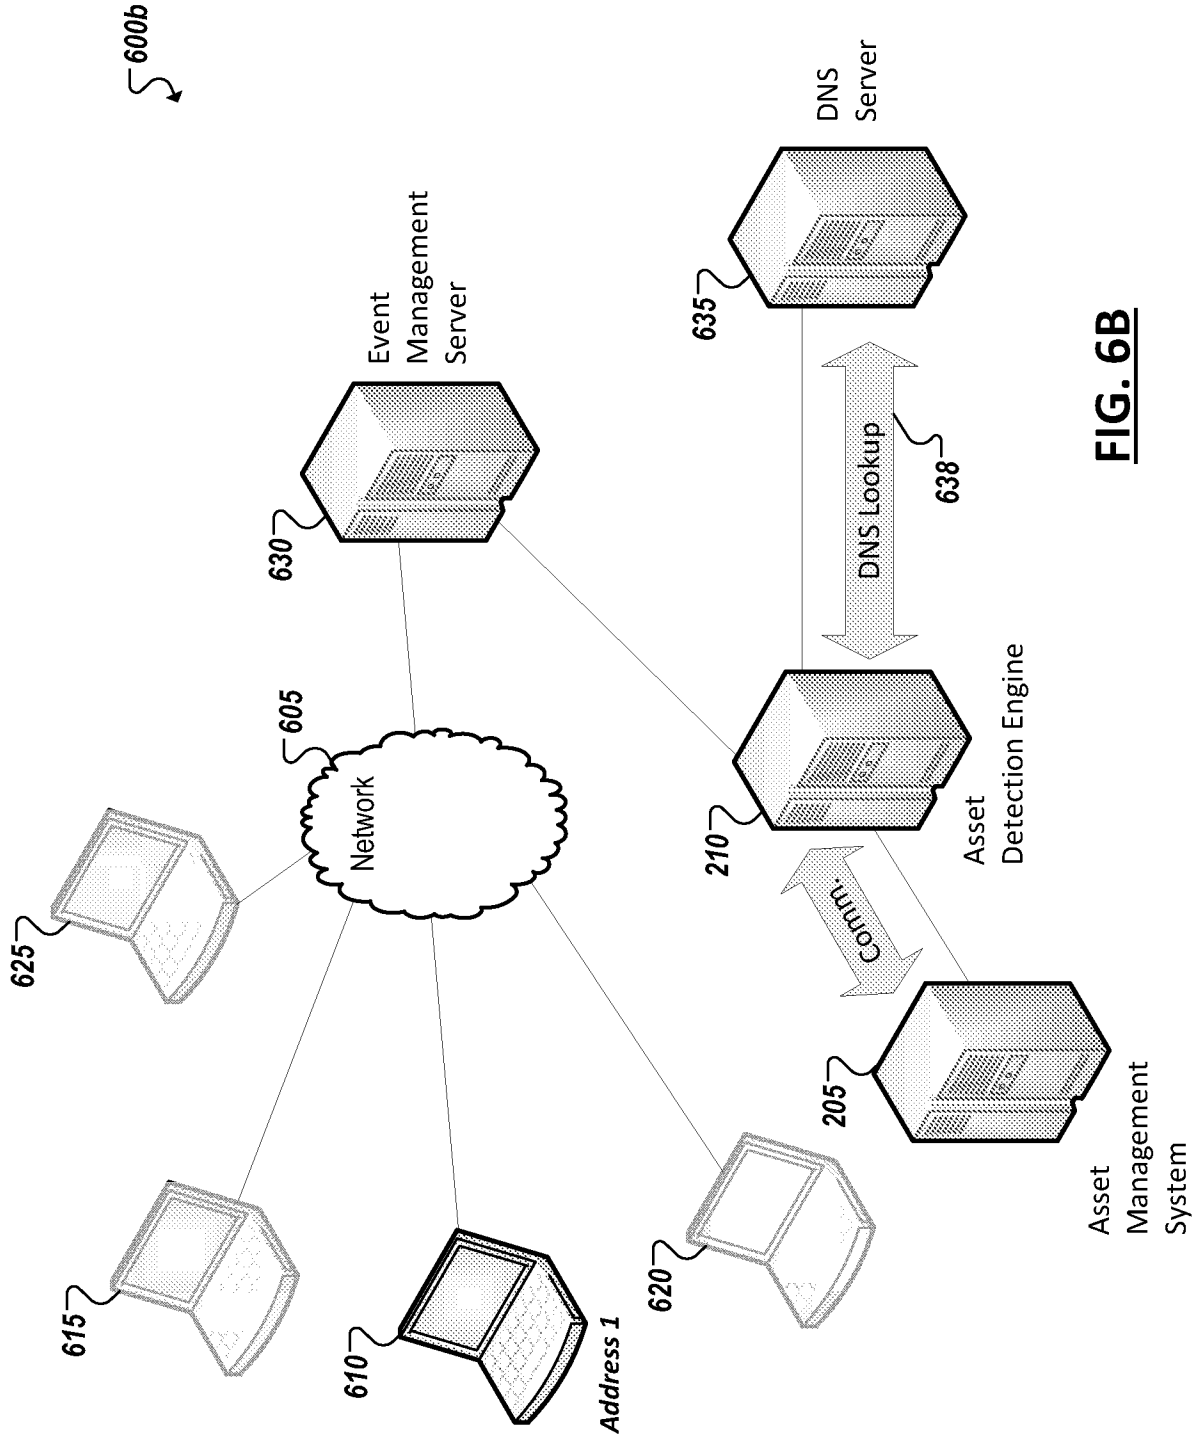 600b
625
615
605
Network
630
Event
Management
Server
610
Address 1
620
210
Asset
Detection Engine
635
DNS
Server
DNS Lookup
638
Comm.
205
Asset
Management
System
FIG. 6B